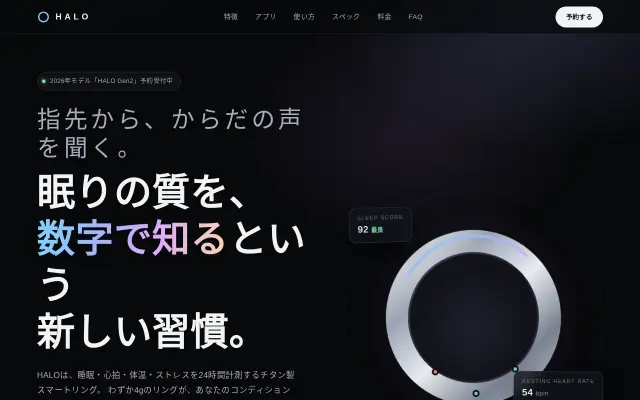 HALO
特徴 アプリ 使い方 スペック 料金 FAQ
予約する
2026年モデル「HALO Gen2」予約受付中
指先から、からだの声
を聞く。
眠りの質を、
数字で知るとい
う
新しい習慣。
HALOは、睡眠・心拍・体温・ストレスを24時間計測するチタン製
スマートリング。 わずか4gのリングが、あなたのコンディション
SLEEP SCORE
92 最良
RESTING HEART RATE
54 bpm